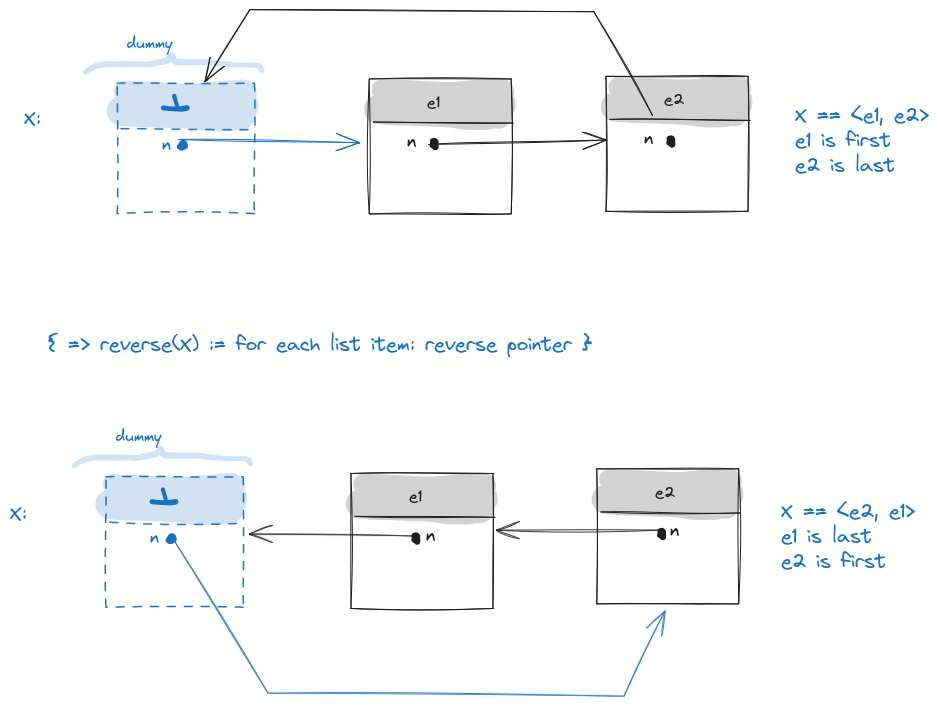 dummy
⊥
e1
e2
x:
n
n
n
x == <e1, e2>
e1 is first
e2 is last
{ => reverse(x) := for each list item: reverse pointer }
dummy
⊥
e1
e2
x:
n
n
n
x == <e2, e1>
e1 is last
e2 is first